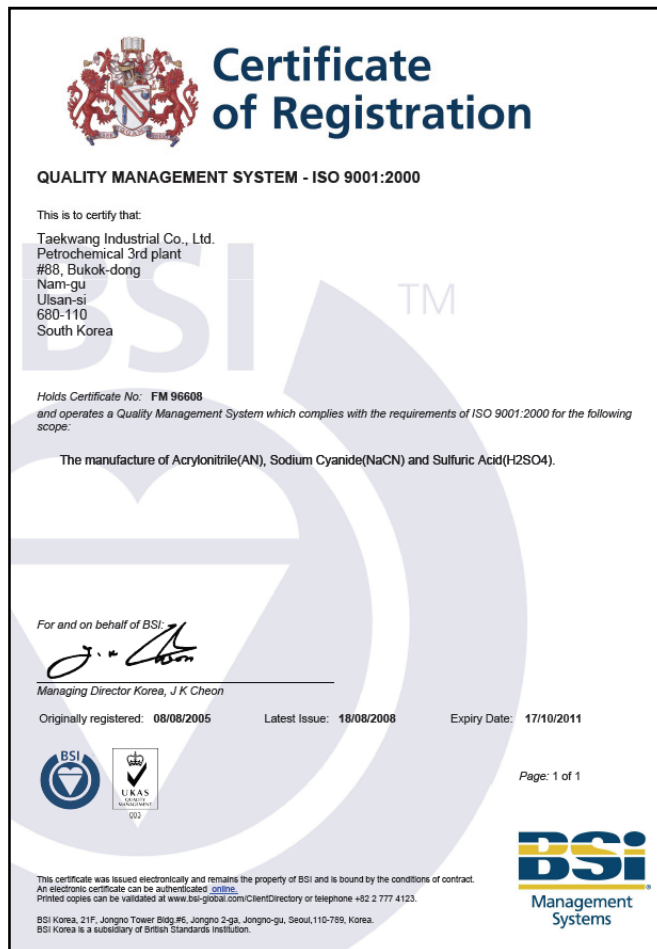 Certificate
of Registration
QUALITY MANAGEMENT SYSTEM - ISO 9001:2000
This is to certify that:
Taekwang Industrial Co., Ltd.
Petrochemical 3rd plant
#88, Bukok-dong
Nam-gu
Ulsan-si
680-110
South Korea
BSI
TM
Holds Certificate No: FM 96608
and operates a Quality Management System which complies with the requirements of ISO 9001:2000 for the following
scope:
The manufacture of Acrylonitrile(AN), Sodium Cyanide(NaCN) and Sulfuric Acid(H2SO4).
For and on behalf of BSI:
Managing Director Korea, J K Cheon
Originally registered: 08/08/2005 Latest Issue: 18/08/2008 Expiry Date: 17/10/2011
BSI
UKAS
QUALITY
MANAGEMENT
003
Page: 1 of 1
This certificate was issued electronically and remains the property of BSI and is bound by the conditions of contract.
An electronic certificate can be authenticated online.
Printed copies can be validated at www.bsi-global.com/ClientDirectory or telephone +82 2 777 4123.
BSI Korea, 21F, Jongno Tower Bldg.#6, Jongno 2-ga, Jongno-gu, Seoul,110-789, Korea.
BSI Korea is a subsidiary of British Standards Institution.
BSi
Management
Systems